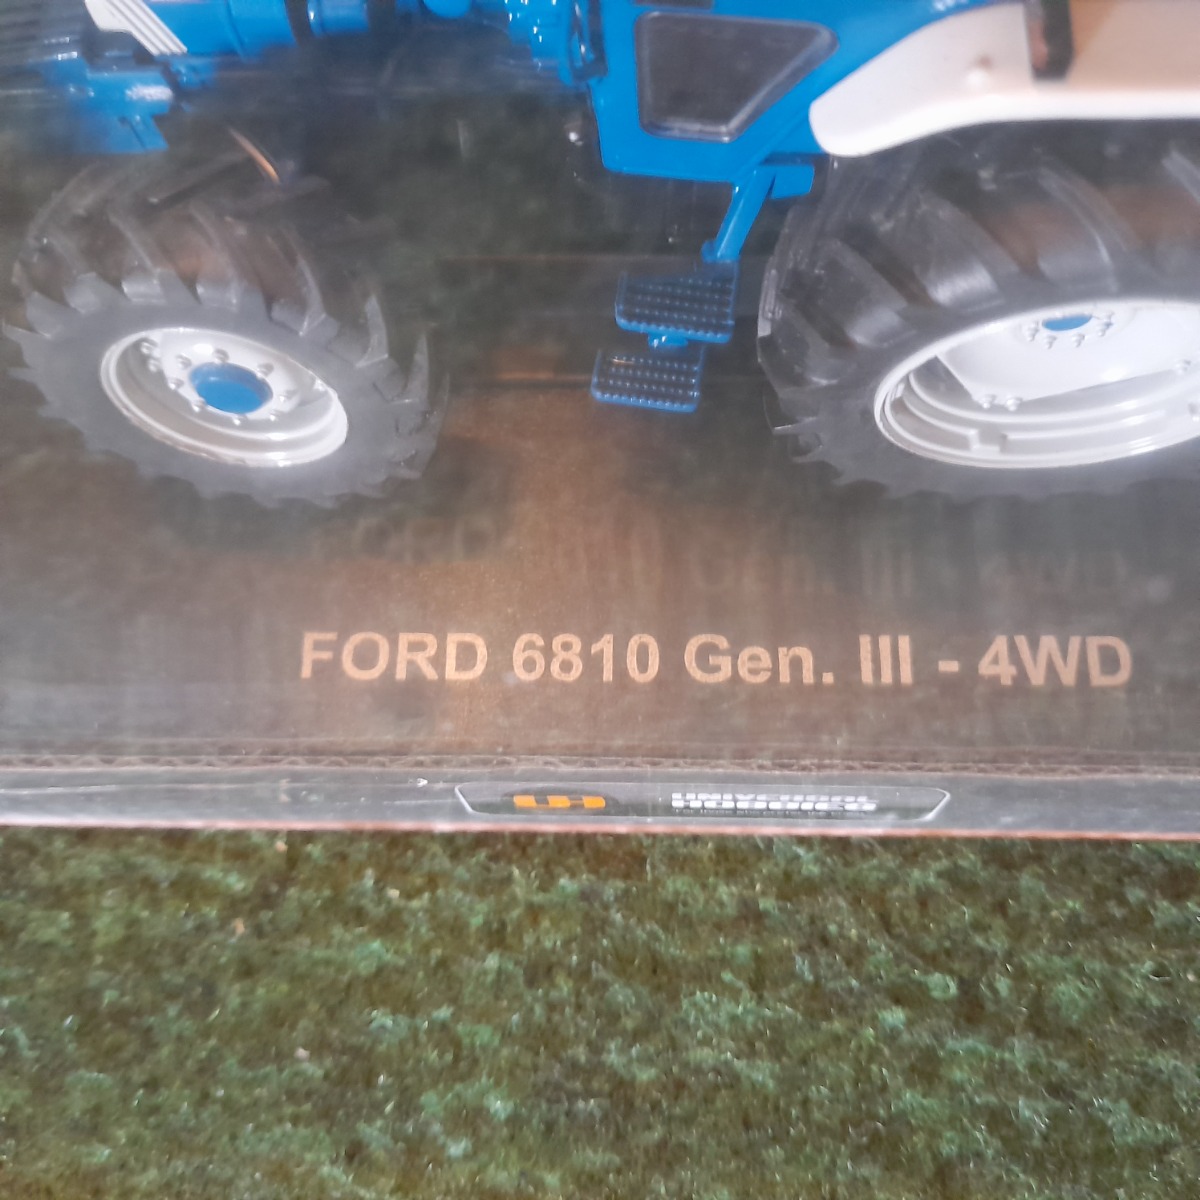 FORD 6810 Gen. III - 4WD
UH
UNIVERSAL
HOBBIES